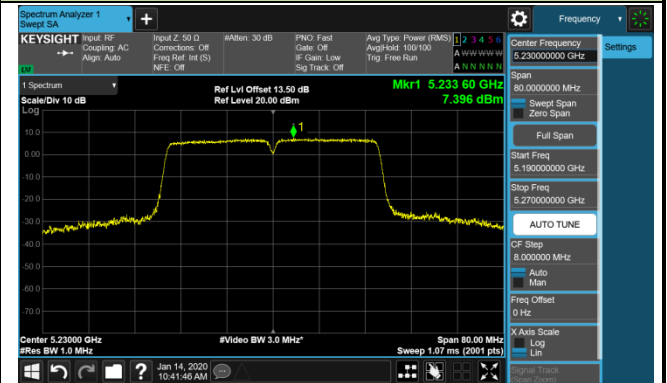 Spectrum Analyzer 1
Swept SA
+
Frequency
KEYSIGHT
Input: RF
Coupling: AC
Align: Auto
Input Z: 50 Ω
Corrections: Off
Freq Ref: Int (S)
NFE: Off
#Atten: 30 dB
PNO: Fast
Gate: Off
IF Gain: Low
Sig Track: Off
Avg Type: Power (RMS)
Avg|Hold: 100/100
Trig: Free Run
1 2 3 4 5 6
A W W W W W
A N N N N N
LXI
1 Spectrum
Scale/Div 10 dB
Ref Lvl Offset 13.50 dB
Ref Level 20.00 dBm
Mkr1 5.233 60 GHz
7.396 dBm
Log
1
10.0
0.00
-10.0
-20.0
-30.0
-40.0
-50.0
-60.0
-70.0
Center 5.23000 GHz
#Res BW 1.0 MHz
#Video BW 3.0 MHz*
Span 80.00 MHz
Sweep 1.07 ms (2001 pts)
?
Jan 14, 2020
10:41:46 AM
Center Frequency
5.230000000 GHz
Settings
Span
80.0000000 MHz
Swept Span
Zero Span
Full Span
Start Freq
5.190000000 GHz
Stop Freq
5.270000000 GHz
AUTO TUNE
CF Step
8.000000 MHz
Auto
Man
Freq Offset
0 Hz
X Axis Scale
Log
Lin
Signal Track
(Span Zoom)